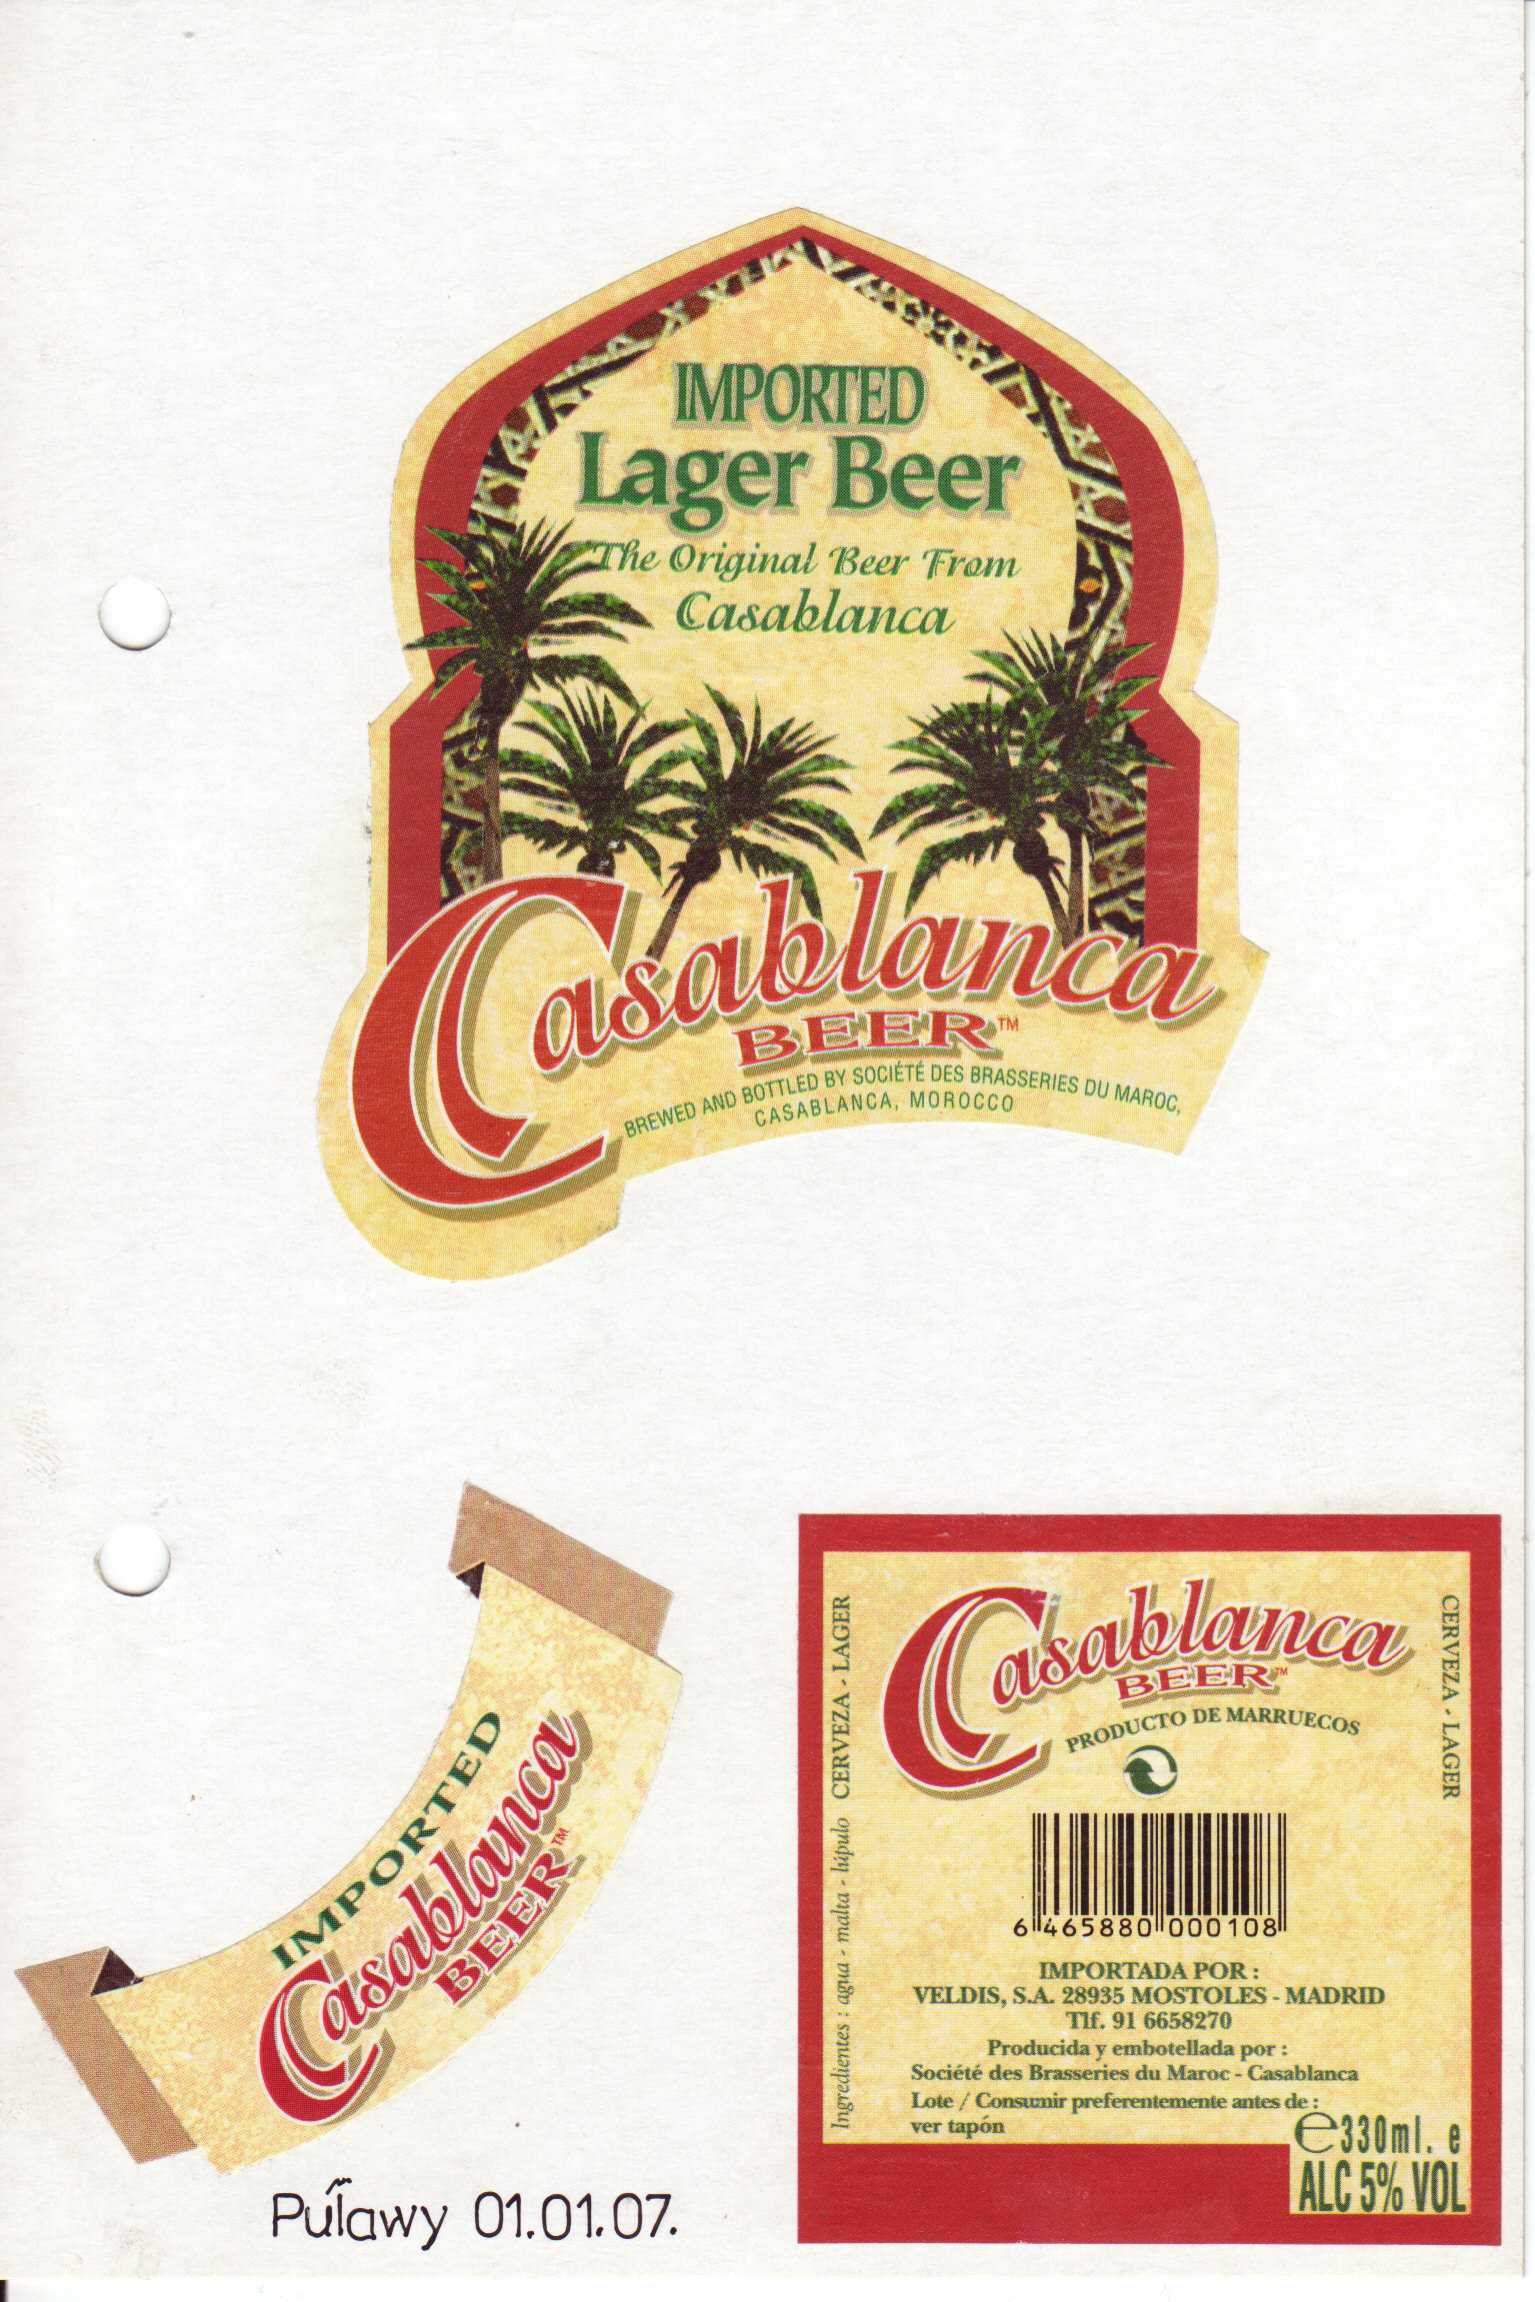 IMPORTED
Lager Beer
The Original Beer From
Casablanca
Casablanca
BEER™
BREWED AND BOTTLED BY SOCIÉTÉ DES BRASSERIES DU MAROC,
CASABLANCA, MOROCCO
IMPORTED
Casablanca
BEER™
Puławy 01.01.07.
Casablanca
BEER™
PRODUCTO DE MARRUECOS
CERVEZA - LAGER
CERVEZA - LAGER
Ingredientes : agua - malta - lúpulo
6 465880 000108
IMPORTADA POR :
VELDIS, S.A. 28935 MOSTOLES - MADRID
Tlf. 91 6658270
Producida y embotellada por :
Société des Brasseries du Maroc - Casablanca
Lote / Consumir preferentemente antes de :
ver tapón
℮330ml. e
ALC 5% VOL